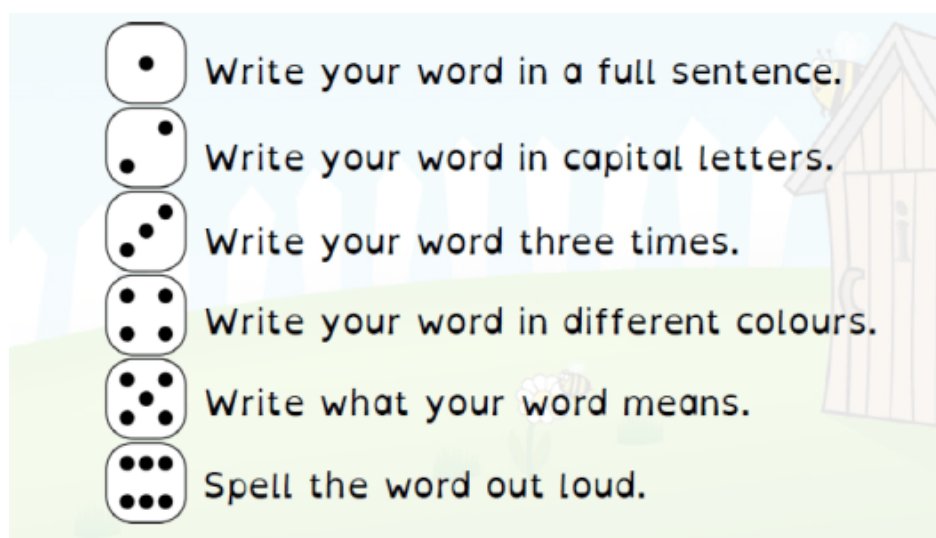 Write your word in a full sentence.
Write your word in capital letters.
Write your word three times.
Write your word in different colours.
Write what your word means.
Spell the word out loud.